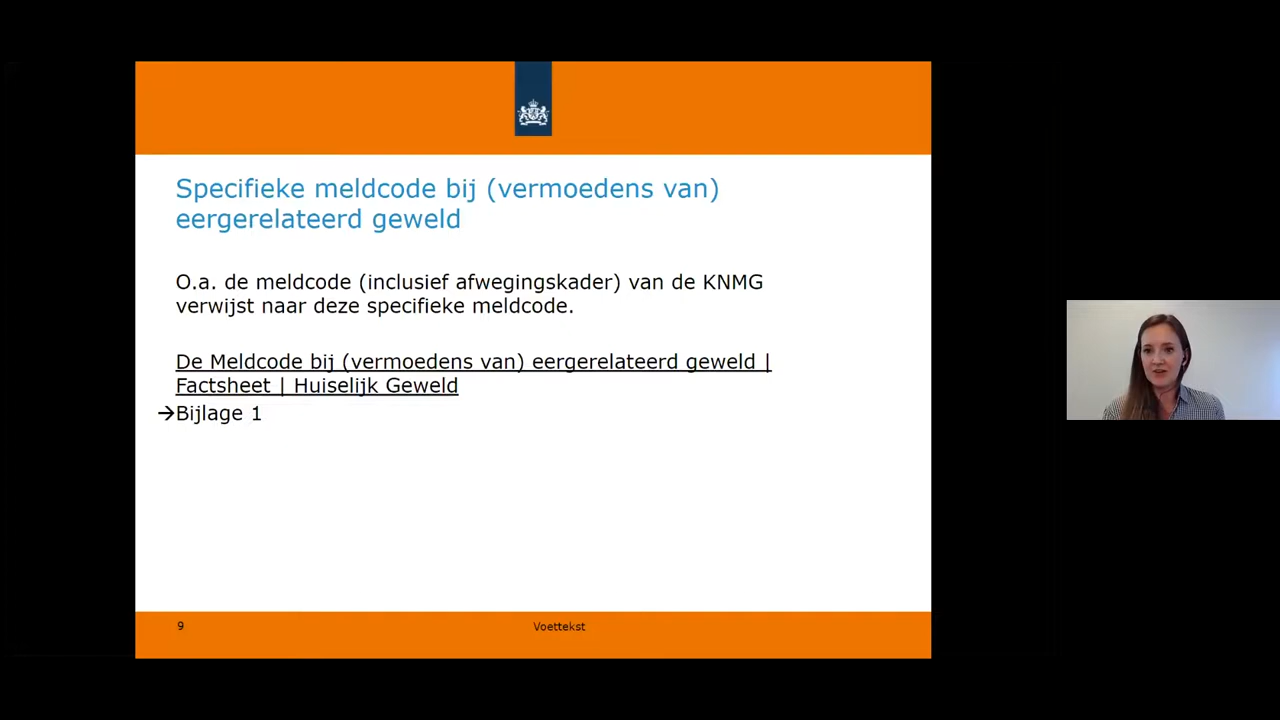 Specifieke meldcode bij (vermoedens van)
eergerelateerd geweld
O.a. de meldcode (inclusief afwegingskader) van de KNMG
verwijst naar deze specifieke meldcode.
De Meldcode bij (vermoedens van) eergerelateerd geweld |
Factsheet | Huiselijk Geweld
→Bijlage 1
9
Voettekst